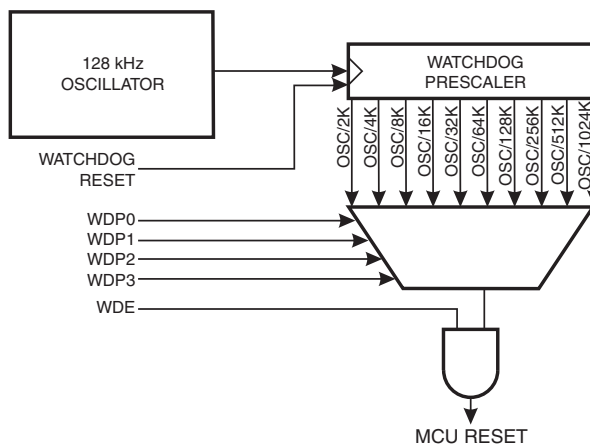 128 kHz
OSCILLATOR
WATCHDOG
PRESCALER
OSC/2K
OSC/4K
OSC/8K
OSC/16K
OSC/32K
OSC/64K
OSC/128K
OSC/256K
OSC/512K
OSC/1024K
WATCHDOG
RESET
WDP0
WDP1
WDP2
WDP3
WDE
MCU RESET